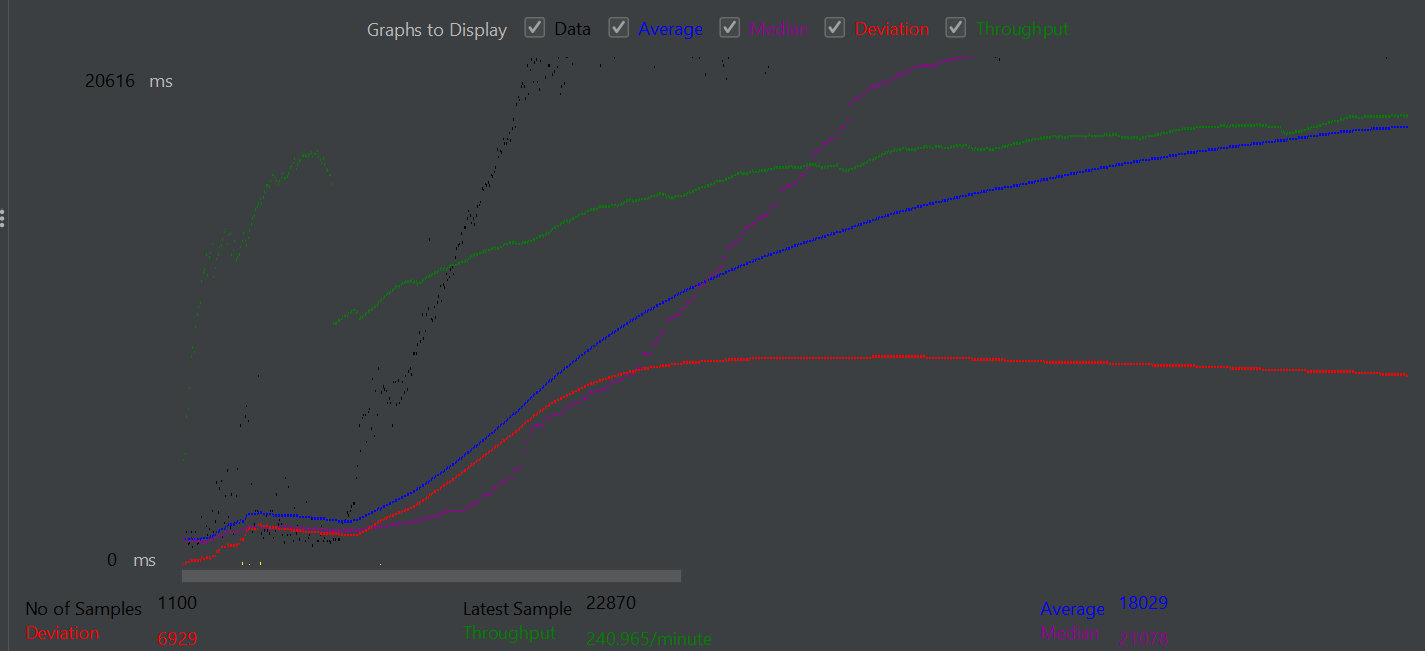 Graphs to Display Data Average Median Deviation Throughput
20616 ms
0 ms
No of Samples 1100 Latest Sample 22870 Average 18029
Deviation 6929 Throughput 240.965/minute Median 21078